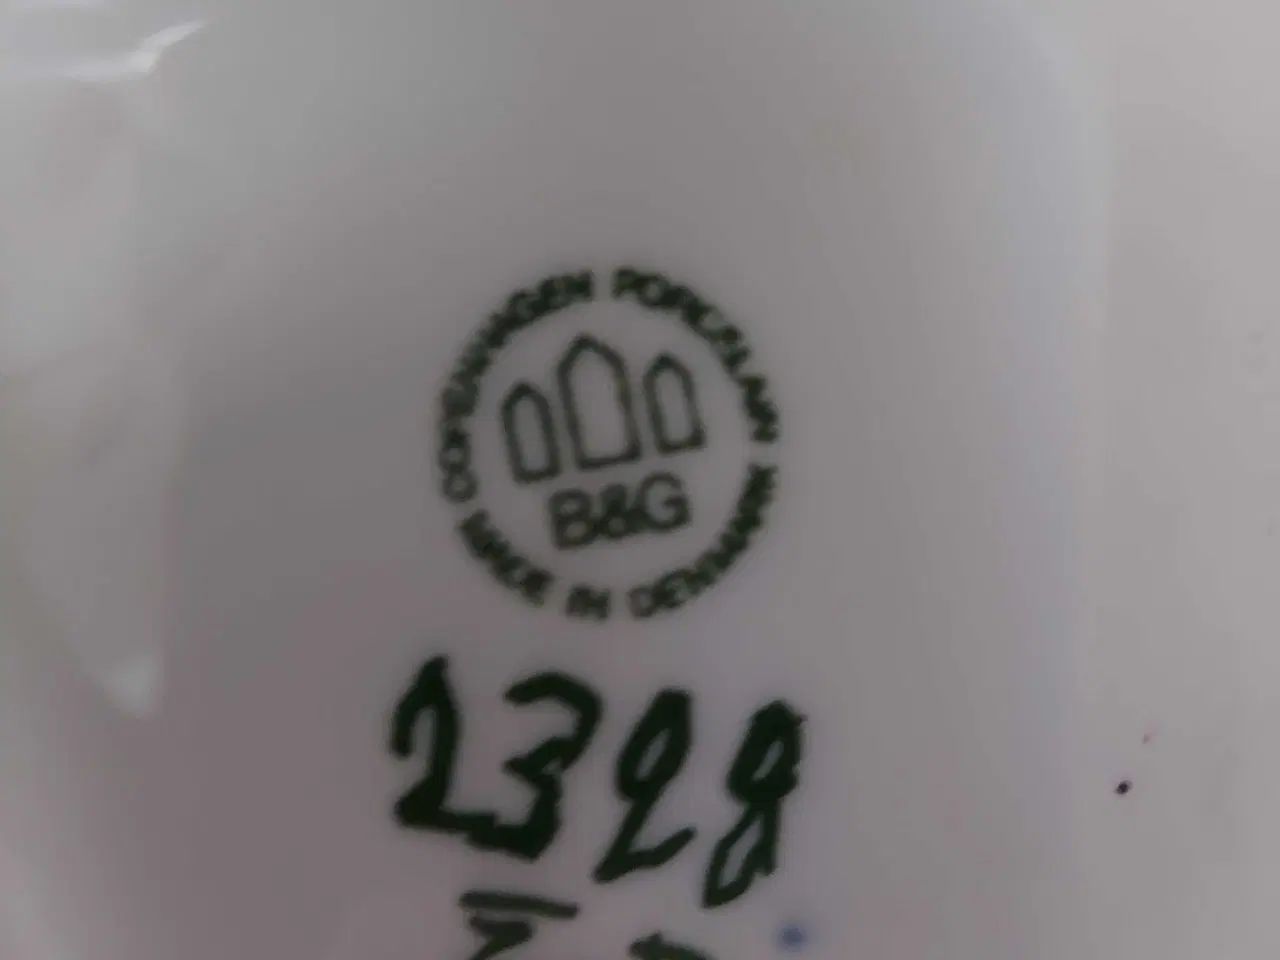 COPENHAGEN PORCELAIN
B&G
MADE IN DENMARK
2328